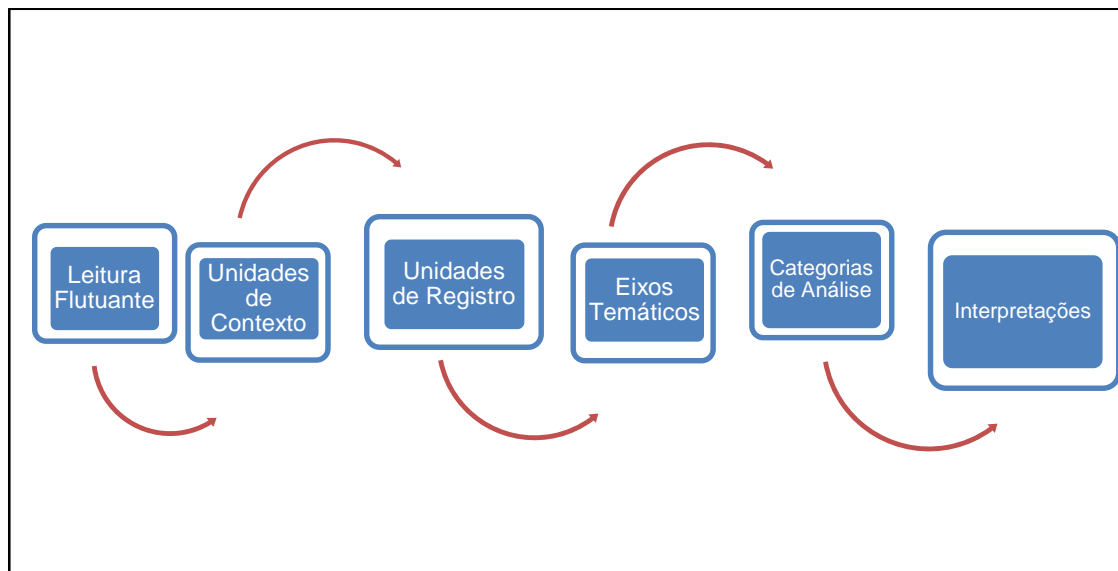 Leitura
Flutuante
Unidades
de
Contexto
Unidades
de Registro
Eixos
Temáticos
Categorias
de Análise
Interpretações